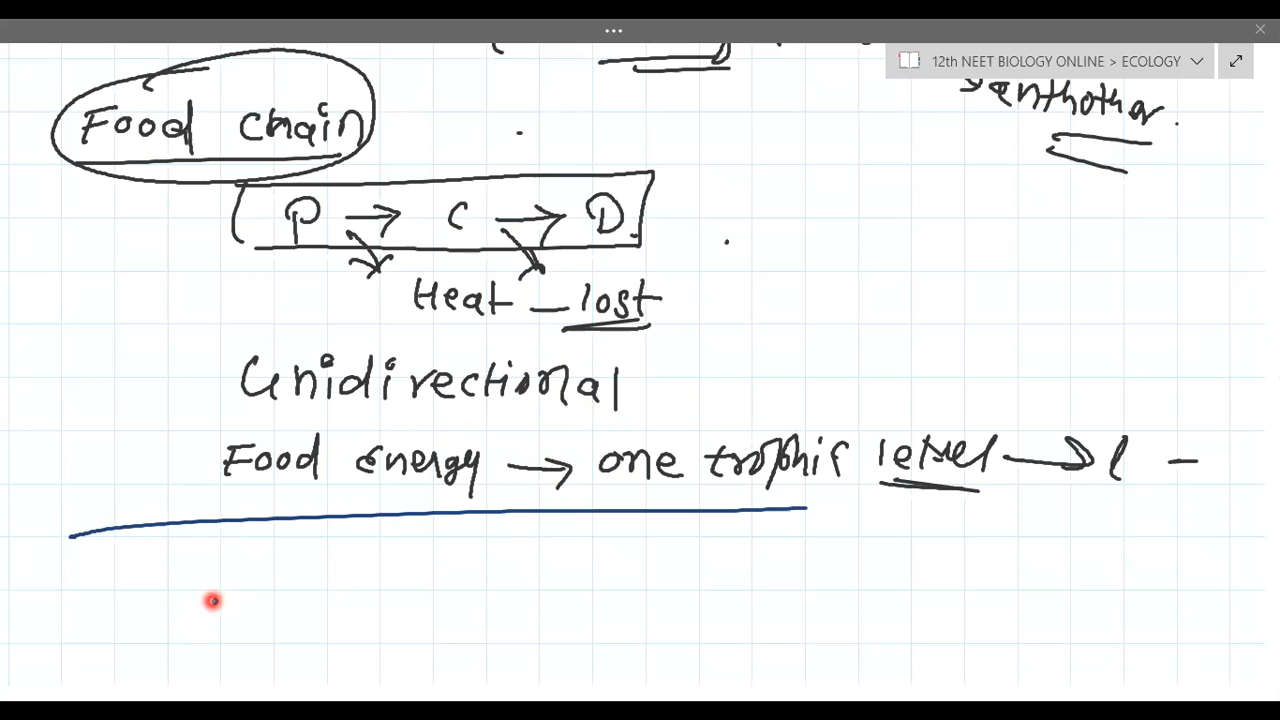 ...
12th NEET BIOLOGY ONLINE > ECOLOGY
Food chain
P → C → D
Heat – lost
Unidirectional
Food energy → one trophic level → l –